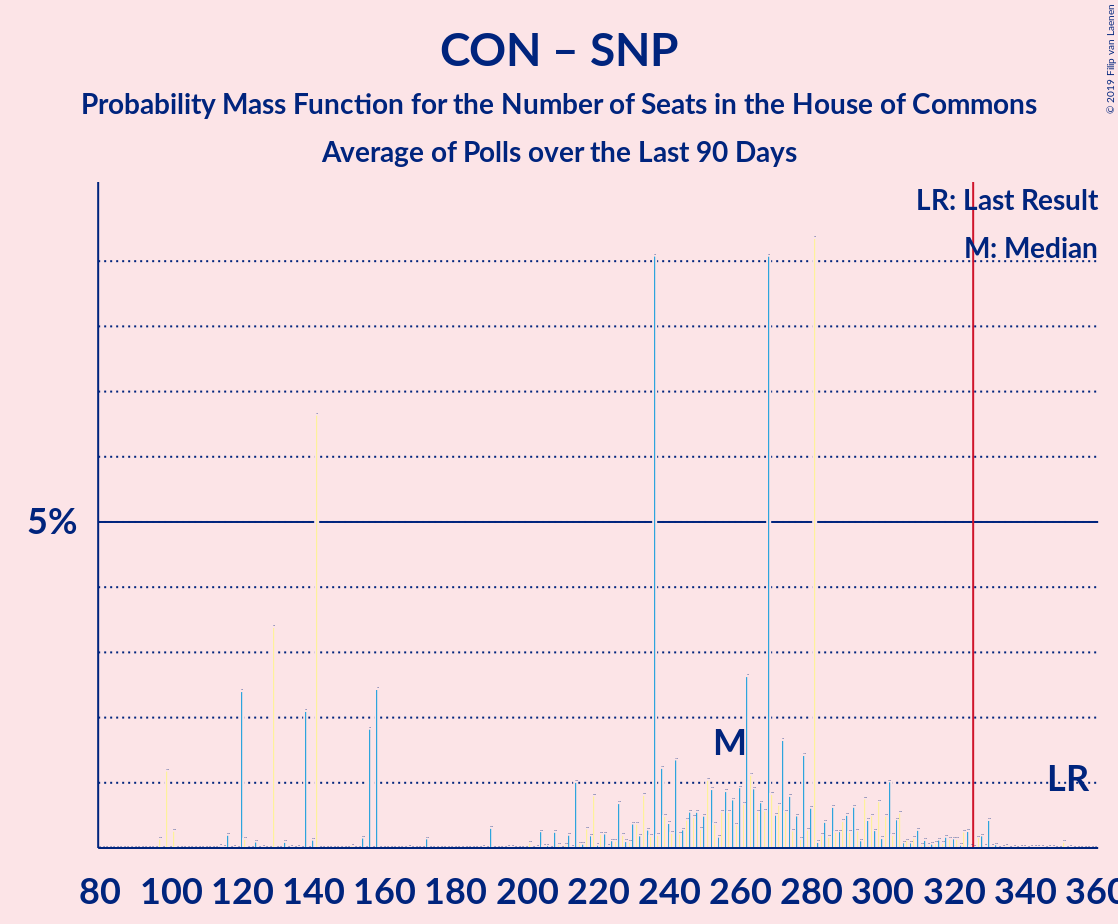 CON – SNP
Probability Mass Function for the Number of Seats in the House of Commons
Average of Polls over the Last 90 Days
© 2019 Filip van Laenen
LR: Last Result
M: Median
5%
M
LR
80 100 120 140 160 180 200 220 240 260 280 300 320 340 360